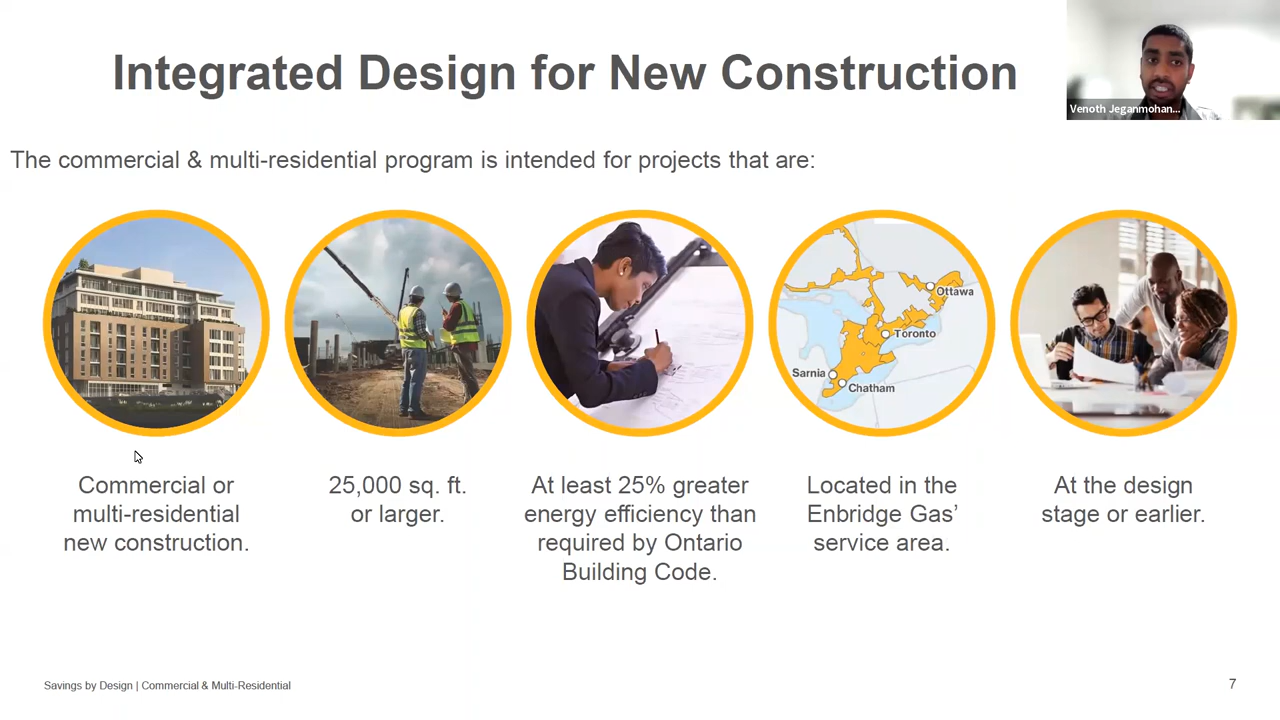 Integrated Design for New Construction
Venoth Jeganmohan...
The commercial & multi-residential program is intended for projects that are:
Ottawa
Toronto
Sarnia
Chatham
Commercial or
multi-residential
new construction.
25,000 sq. ft.
or larger.
At least 25% greater
energy efficiency than
required by Ontario
Building Code.
Located in the
Enbridge Gas’
service area.
At the design
stage or earlier.
Savings by Design | Commercial & Multi-Residential
7